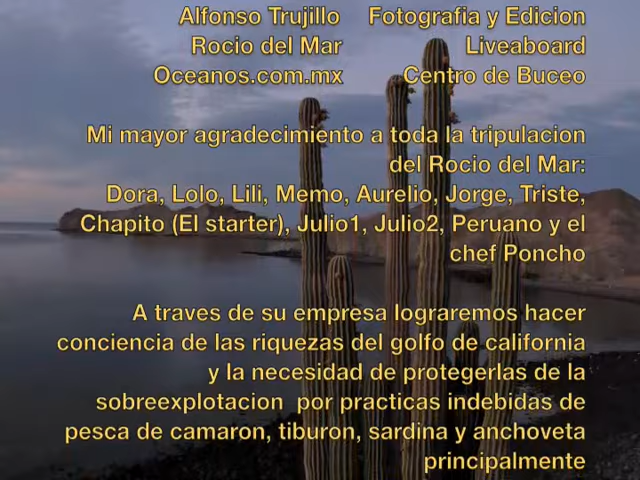 Alfonso Trujillo Fotografia y Edicion
Rocio del Mar Liveaboard
Oceanos.com.mx Centro de Buceo
Mi mayor agradecimiento a toda la tripulacion
del Rocio del Mar:
Dora, Lolo, Lili, Memo, Aurelio, Jorge, Triste,
Chapito (El starter), Julio1, Julio2, Peruano y el
chef Poncho
A traves de su empresa lograremos hacer
conciencia de las riquezas del golfo de california
y la necesidad de protegerlas de la
sobreexplotacion  por practicas indebidas de
pesca de camaron, tiburon, sardina y anchoveta
principalmente